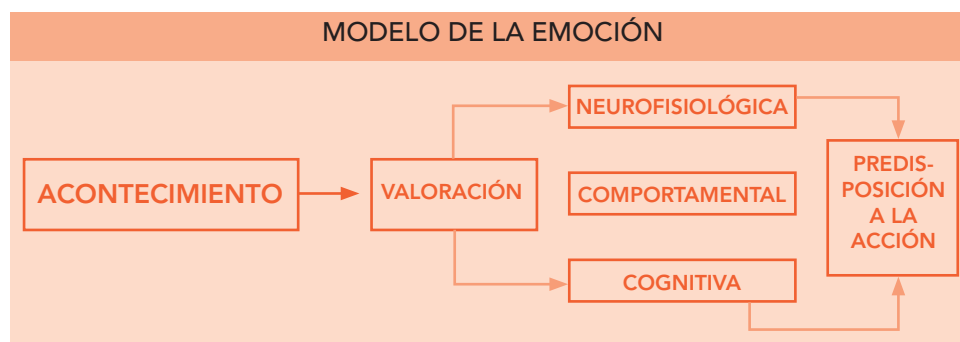 MODELO DE LA EMOCIÓN
ACONTECIMIENTO
VALORACIÓN
NEUROFISIOLÓGICA
COMPORTAMENTAL
COGNITIVA
PREDIS-
POSICIÓN
A LA
ACCIÓN